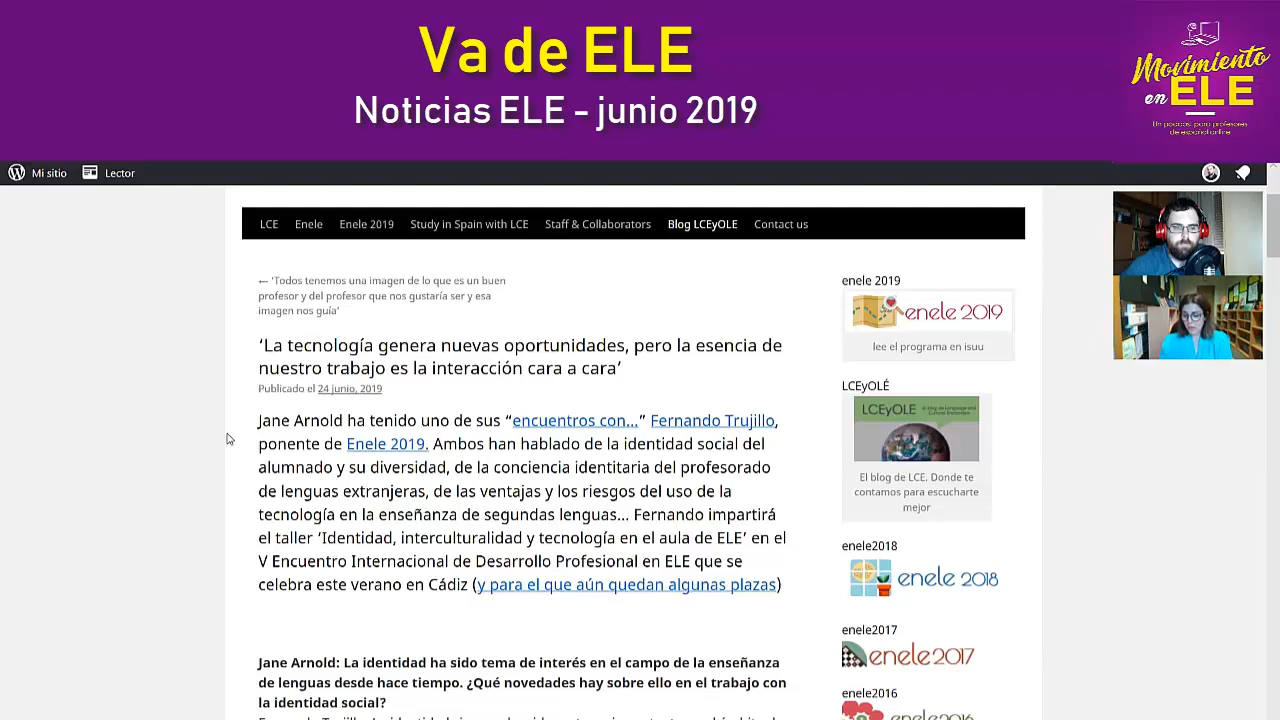 Va de ELE
Noticias ELE - junio 2019
Movimiento
en ELE
Un podcast para profesores
de español online
Mi sitio
Lector
LCE
Enele
Enele 2019
Study in Spain with LCE
Staff & Collaborators
Blog LCEyOLE
Contact us
← 'Todos tenemos una imagen de lo que es un buen
profesor y del profesor que nos gustaría ser y esa
imagen nos guía'
‘La tecnología genera nuevas oportunidades, pero la esencia de
nuestro trabajo es la interacción cara a cara’
Publicado el 24 junio, 2019
Jane Arnold ha tenido uno de sus “encuentros con…” Fernando Trujillo,
ponente de Enele 2019. Ambos han hablado de la identidad social del
alumnado y su diversidad, de la conciencia identitaria del profesorado
de lenguas extranjeras, de las ventajas y los riesgos del uso de la
tecnología en la enseñanza de segundas lenguas… Fernando impartirá
el taller ‘Identidad, interculturalidad y tecnología en el aula de ELE’ en el
V Encuentro Internacional de Desarrollo Profesional en ELE que se
celebra este verano en Cádiz (y para el que aún quedan algunas plazas)
Jane Arnold: La identidad ha sido tema de interés en el campo de la enseñanza
de lenguas desde hace tiempo. ¿Qué novedades hay sobre ello en el trabajo con
la identidad social?
enele 2019
enele 2019
lee el programa en isuu
LCEyOLÉ
LCEyOLE
El blog de LCE. Donde te
contamos para escucharte
mejor
enele2018
enele 2018
enele2017
enele2017
enele2016
enele2016